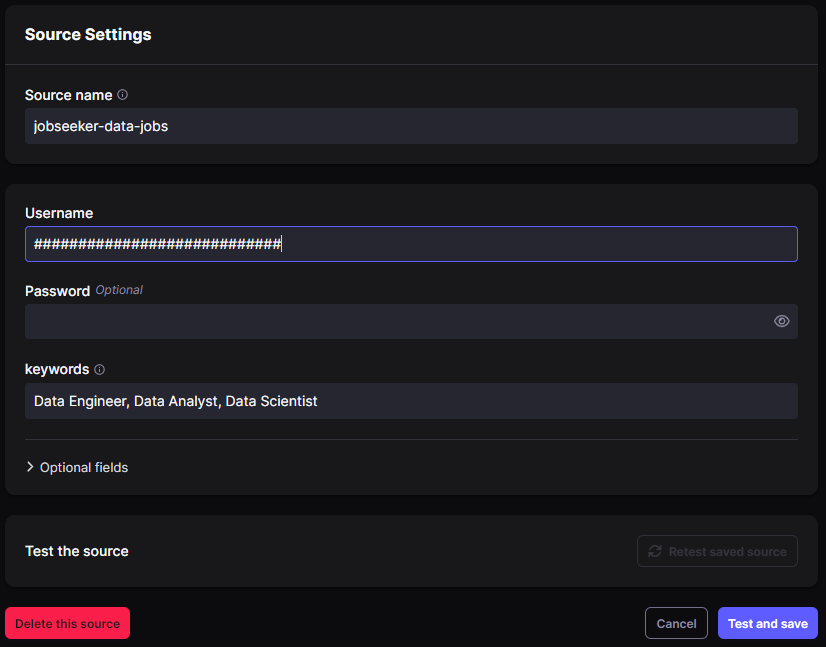 Source Settings
Source name
jobseeker-data-jobs
Username
############################
Password Optional
keywords
Data Engineer, Data Analyst, Data Scientist
Optional fields
Test the source
Retest saved source
Delete this source
Cancel
Test and save